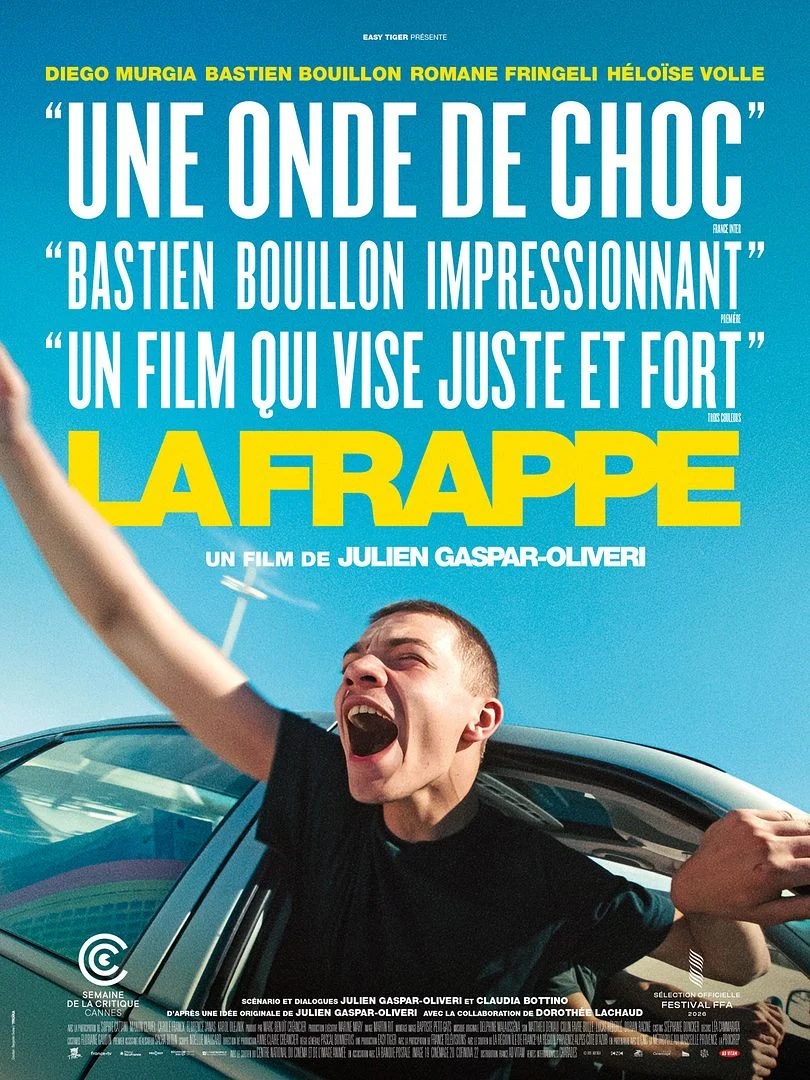 EASY TIGER PRÉSENTE
DIEGO MURGIA BASTIEN BOUILLON ROMANE FRINGELI HÉLOÏSE VOLLE
“UNE ONDE DE CHOC”
FRANCE INTER
“BASTIEN BOUILLON IMPRESSIONNANT”
PREMIÈRE
“UN FILM QUI VISE JUSTE ET FORT”
TROIS COULEURS
LA FRAPPE
UN FILM DE JULIEN GASPAR-OLIVERI
SEMAINE
DE LA CRITIQUE
CANNES
SÉLECTION OFFICIELLE
FESTIVAL FFA
2026
SCÉNARIO ET DIALOGUES JULIEN GASPAR-OLIVERI ET CLAUDIA BOTTINO
D'APRÈS UNE IDÉE ORIGINALE DE JULIEN GASPAR-OLIVERI AVEC LA COLLABORATION DE DOROTHÉE LACHAUD